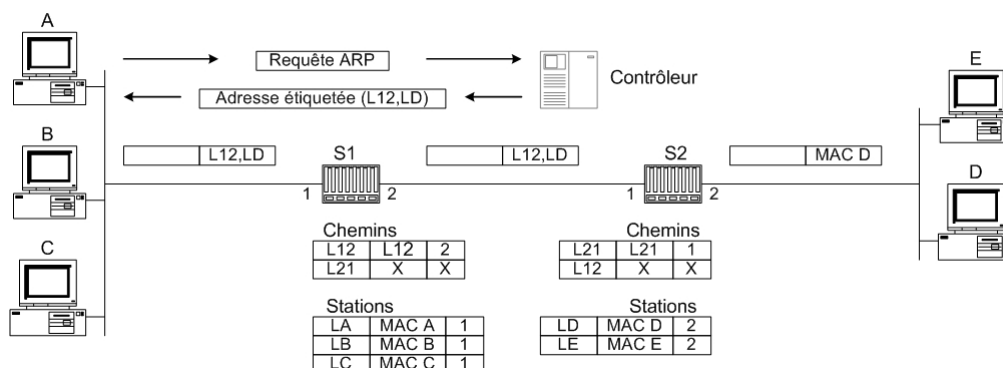 A
Requête ARP
Contrôleur
E
Adresse étiquetée (L12,LD)
B
L12,LD
S1
L12,LD
S2
MAC D
D
1
2
1
2
C
Chemins
L12 L12 2
L21 X X
Chemins
L21 L21 1
L12 X X
Stations
LA MAC A 1
LB MAC B 1
LC MAC C 1
Stations
LD MAC D 2
LE MAC E 2